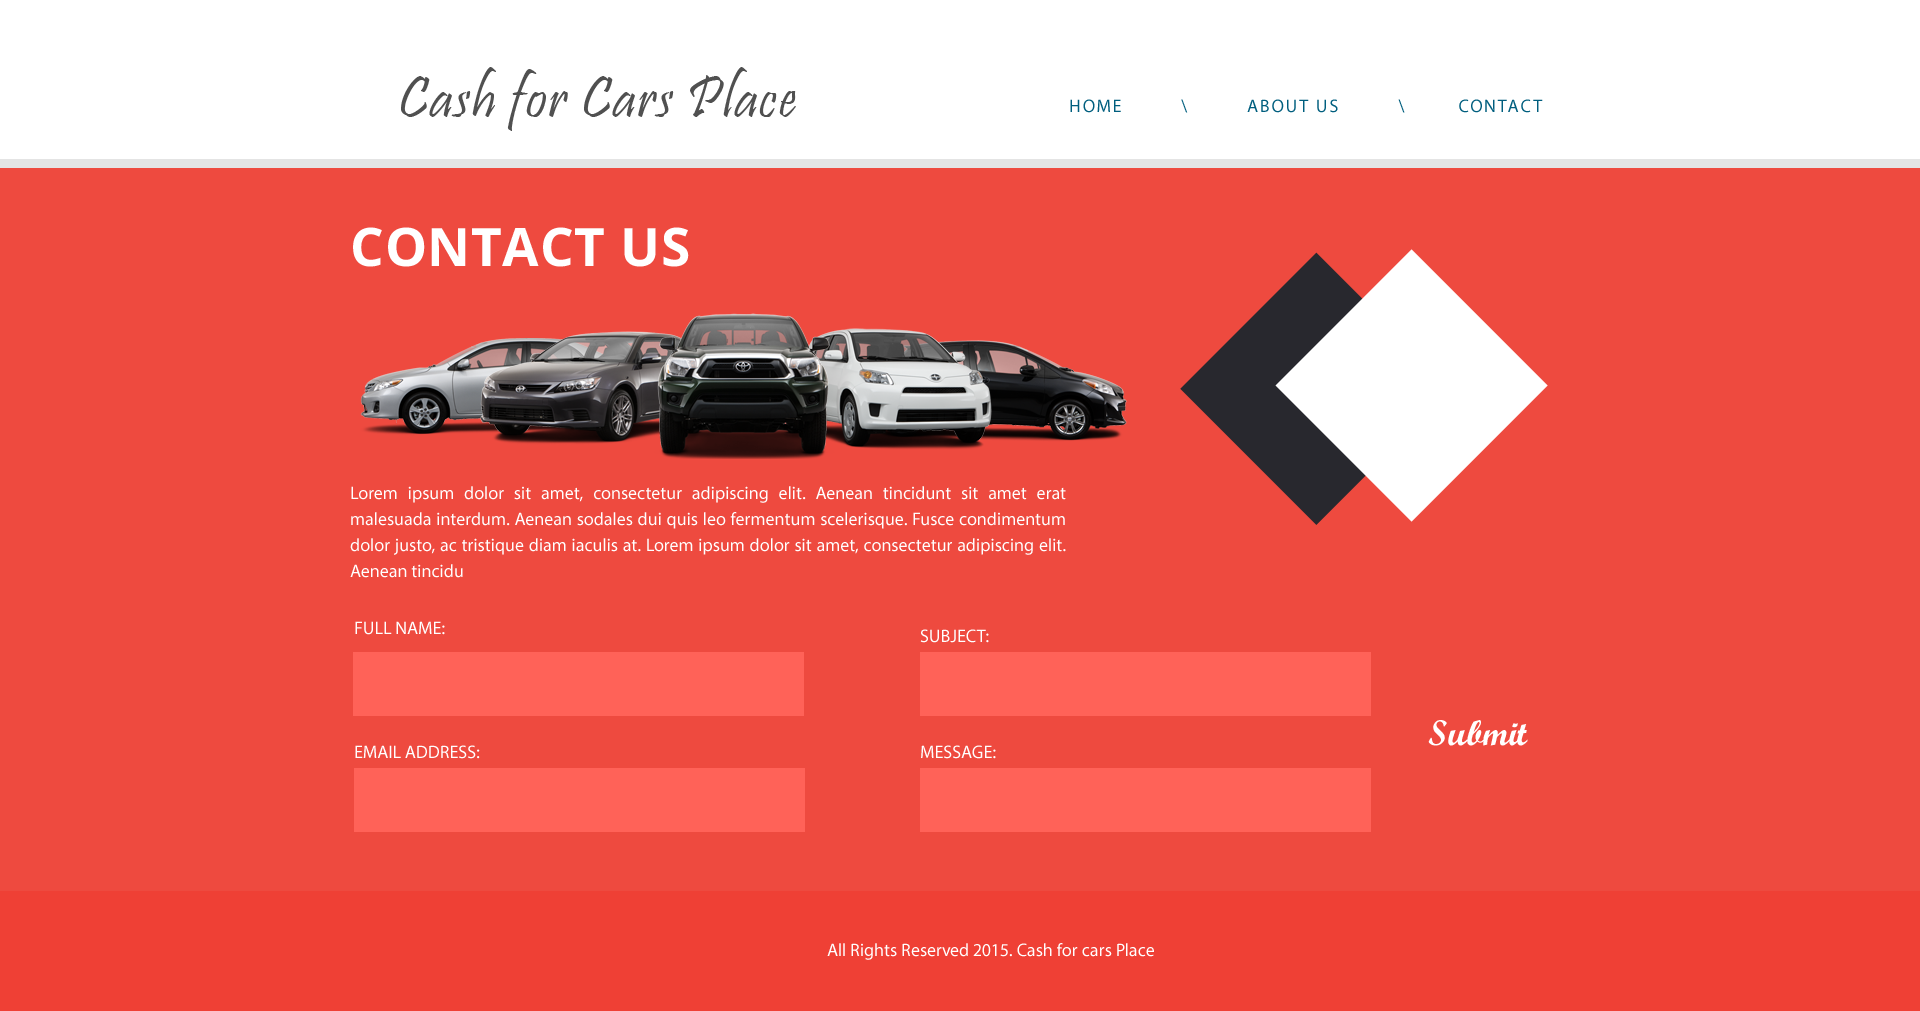 Cash for Cars Place
HOME \ ABOUT US \ CONTACT
CONTACT US
Lorem ipsum dolor sit amet, consectetur adipiscing elit. Aenean tincidunt sit amet erat
malesuada interdum. Aenean sodales dui quis leo fermentum scelerisque. Fusce condimentum
dolor justo, ac tristique diam iaculis at. Lorem ipsum dolor sit amet, consectetur adipiscing elit.
Aenean tincidu
FULL NAME:
SUBJECT:
EMAIL ADDRESS:
MESSAGE:
Submit
All Rights Reserved 2015. Cash for cars Place